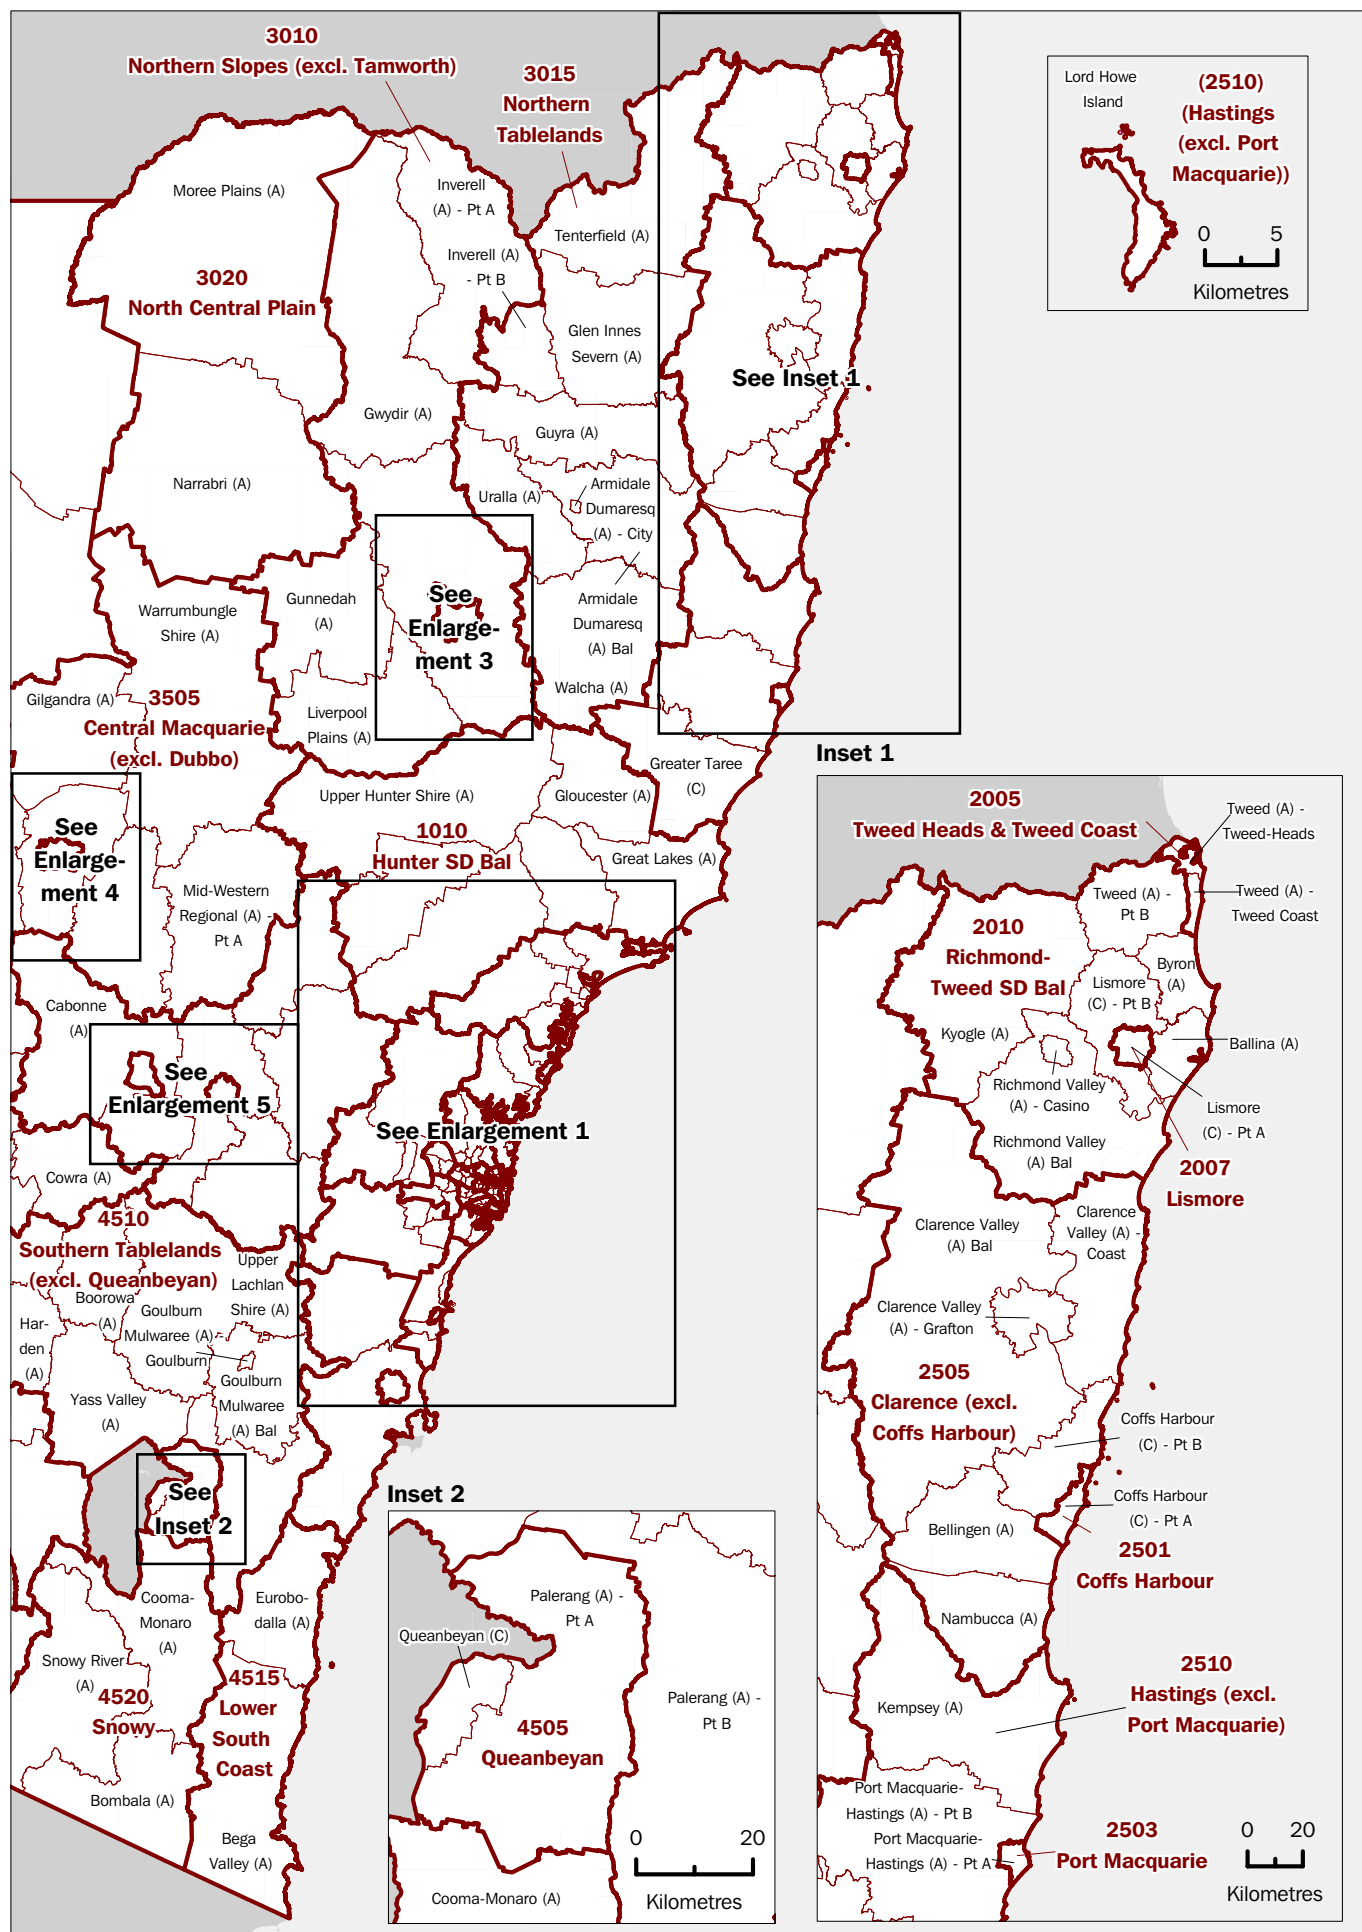 3010
Northern Slopes (excl. Tamworth)
3015
Northern
Tablelands
Moree Plains (A)
Inverell
(A) - Pt A
Tenterfield (A)
Inverell (A)
- Pt B
3020
North Central Plain
Glen Innes
Severn (A)
See Inset 1
Gwydir (A)
Guyra (A)
Narrabri (A)
Uralla (A)
Armidale
Dumaresq
(A) - City
Warrumbungle
Shire (A)
Gunnedah
(A)
See
Enlarge-
ment 3
Armidale
Dumaresq
(A) Bal
Walcha (A)
Gilgandra (A)
3505
Central Macquarie
(excl. Dubbo)
Liverpool
Plains (A)
Greater Taree
(C)
Upper Hunter Shire (A)
Gloucester (A)
1010
Hunter SD Bal
Great Lakes (A)
See
Enlarge-
ment 4
Mid-Western
Regional (A) -
Pt A
Cabonne
(A)
See
Enlargement 5
See Enlargement 1
Cowra (A)
4510
Southern Tablelands
(excl. Queanbeyan)
Upper
Lachlan
Shire (A)
Boorowa
(A)
Goulburn
Mulwaree (A) -
Goulburn
Har-
den
(A)
Goulburn
Mulwaree
(A) Bal
Yass Valley
(A)
See
Inset 2
Cooma-
Monaro
(A)
Eurobo-
dalla (A)
Snowy River
(A)
4520
Snowy
4515
Lower
South
Coast
Bombala (A)
Bega
Valley (A)
Lord Howe
Island
(2510)
(Hastings
(excl. Port
Macquarie))
0 5
Kilometres
Inset 1
2005
Tweed Heads & Tweed Coast
Tweed (A) -
Tweed-Heads
Tweed (A) -
Pt B
Tweed (A) -
Tweed Coast
2010
Richmond-
Tweed SD Bal
Byron
(A)
Lismore
(C) - Pt B
Kyogle (A)
Ballina (A)
Richmond Valley
(A) - Casino
Lismore
(C) - Pt A
Richmond Valley
(A) Bal
2007
Lismore
Clarence Valley
(A) Bal
Clarence
Valley (A) -
Coast
Clarence Valley
(A) - Grafton
2505
Clarence (excl.
Coffs Harbour)
Coffs Harbour
(C) - Pt B
Coffs Harbour
(C) - Pt A
Bellingen (A)
2501
Coffs Harbour
Nambucca (A)
2510
Hastings (excl.
Port Macquarie)
Kempsey (A)
Port Macquarie-
Hastings (A) - Pt B
Port Macquarie-
Hastings (A) - Pt A
2503
Port Macquarie
0 20
Kilometres
Inset 2
Palerang (A) -
Pt A
Queanbeyan (C)
Palerang (A) -
Pt B
4505
Queanbeyan
0 20
Kilometres
Cooma-Monaro (A)